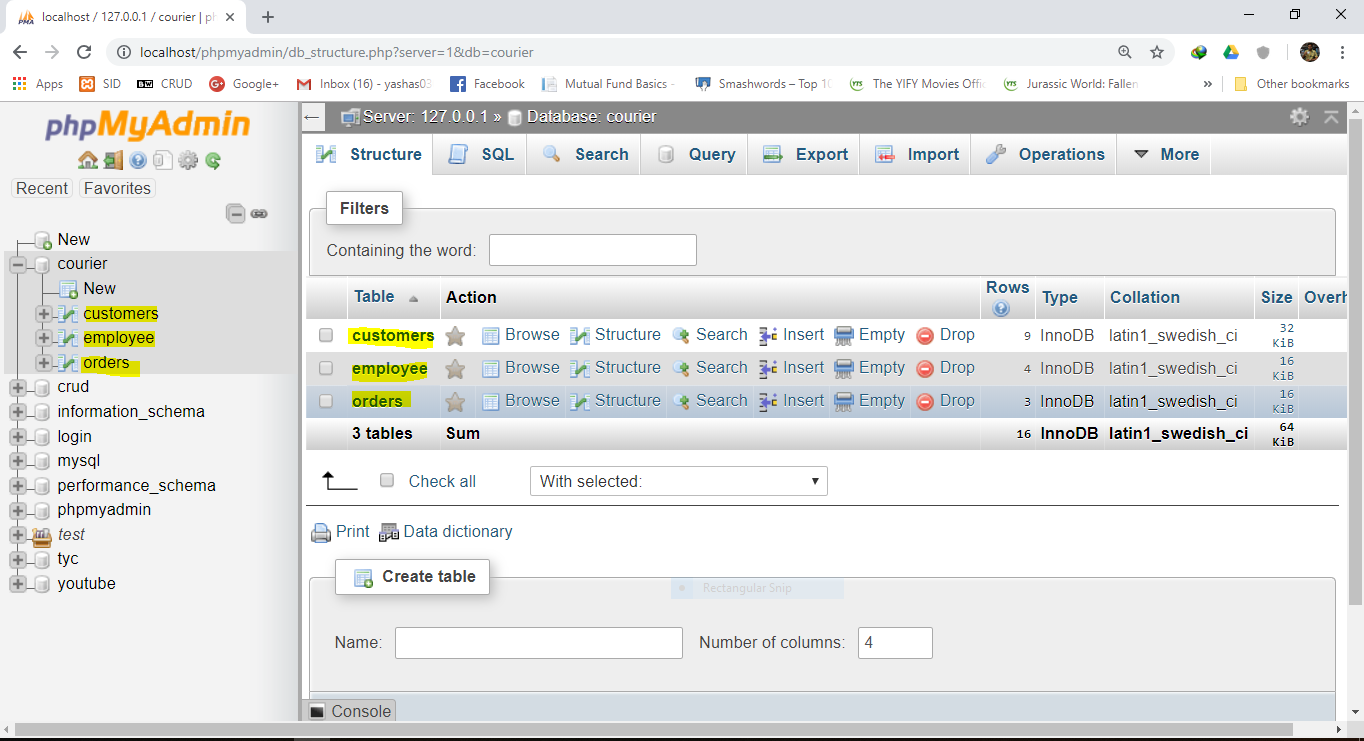 localhost / 127.0.0.1 / courier | ph
localhost/phpmyadmin/db_structure.php?server=1&db=courier
Apps SID CRUD Google+ Inbox (16) - yashas03 Facebook Mutual Fund Basics - Smashwords – Top 10 The YIFY Movies Offi Jurassic World: Fallen » Other bookmarks
phpMyAdmin
Recent Favorites
New
courier
New
customers
employee
orders
crud
information_schema
login
mysql
performance_schema
phpmyadmin
test
tyc
youtube
Server: 127.0.0.1 » Database: courier
Structure SQL Search Query Export Import Operations More
Filters
Containing the word:
Table Action Rows Type Collation Size Overh
customers Browse Structure Search Insert Empty Drop 9 InnoDB latin1_swedish_ci 32 KiB
employee Browse Structure Search Insert Empty Drop 4 InnoDB latin1_swedish_ci 16 KiB
orders Browse Structure Search Insert Empty Drop 3 InnoDB latin1_swedish_ci 16 KiB
3 tables Sum 16 InnoDB latin1_swedish_ci 64 KiB
Check all With selected:
Print Data dictionary
Create table
Rectangular Snip
Name: Number of columns: 4
Console